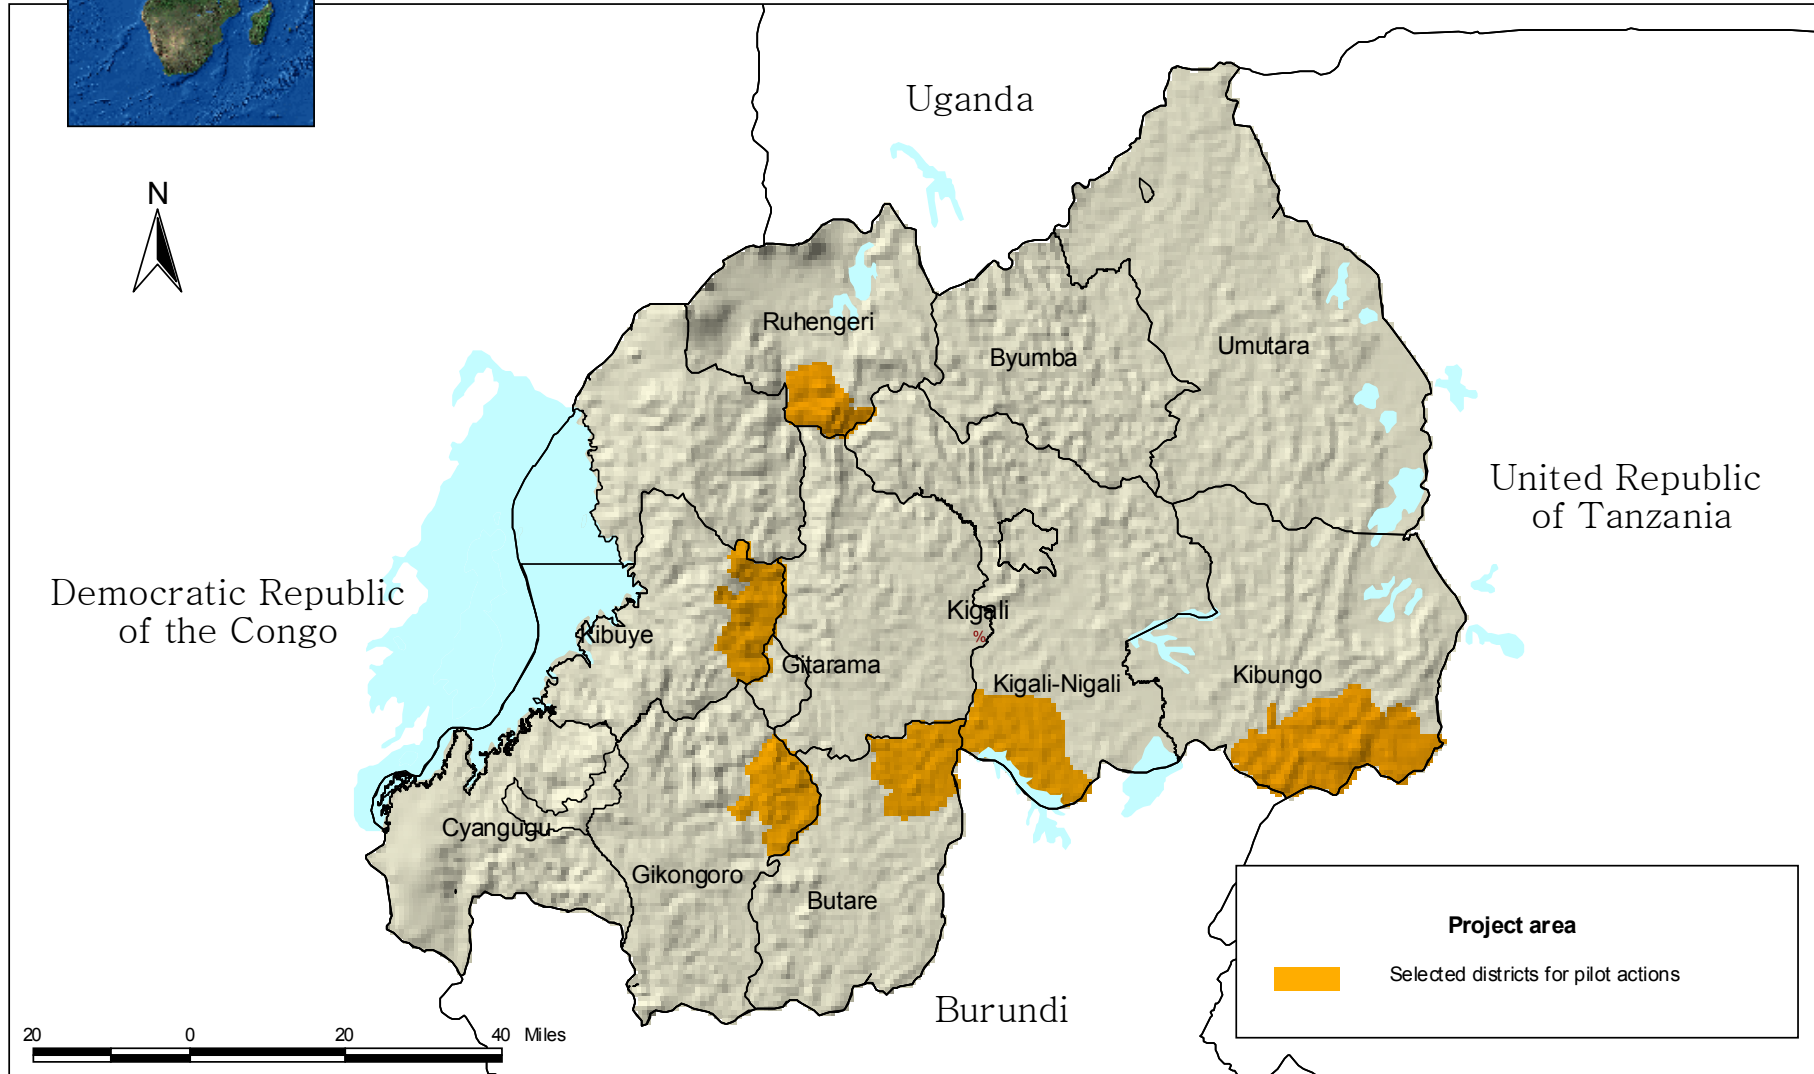 Uganda
N
Ruhengeri
Byumba
Umutara
United Republic
of Tanzania
Democratic Republic
of the Congo
Kigali
%
Kibuye
Gitarama
Kigali-Nigali
Kibungo
Cyangugu
Gikongoro
Butare
Project area
Selected districts for pilot actions
Burundi
20 0 20 40 Miles